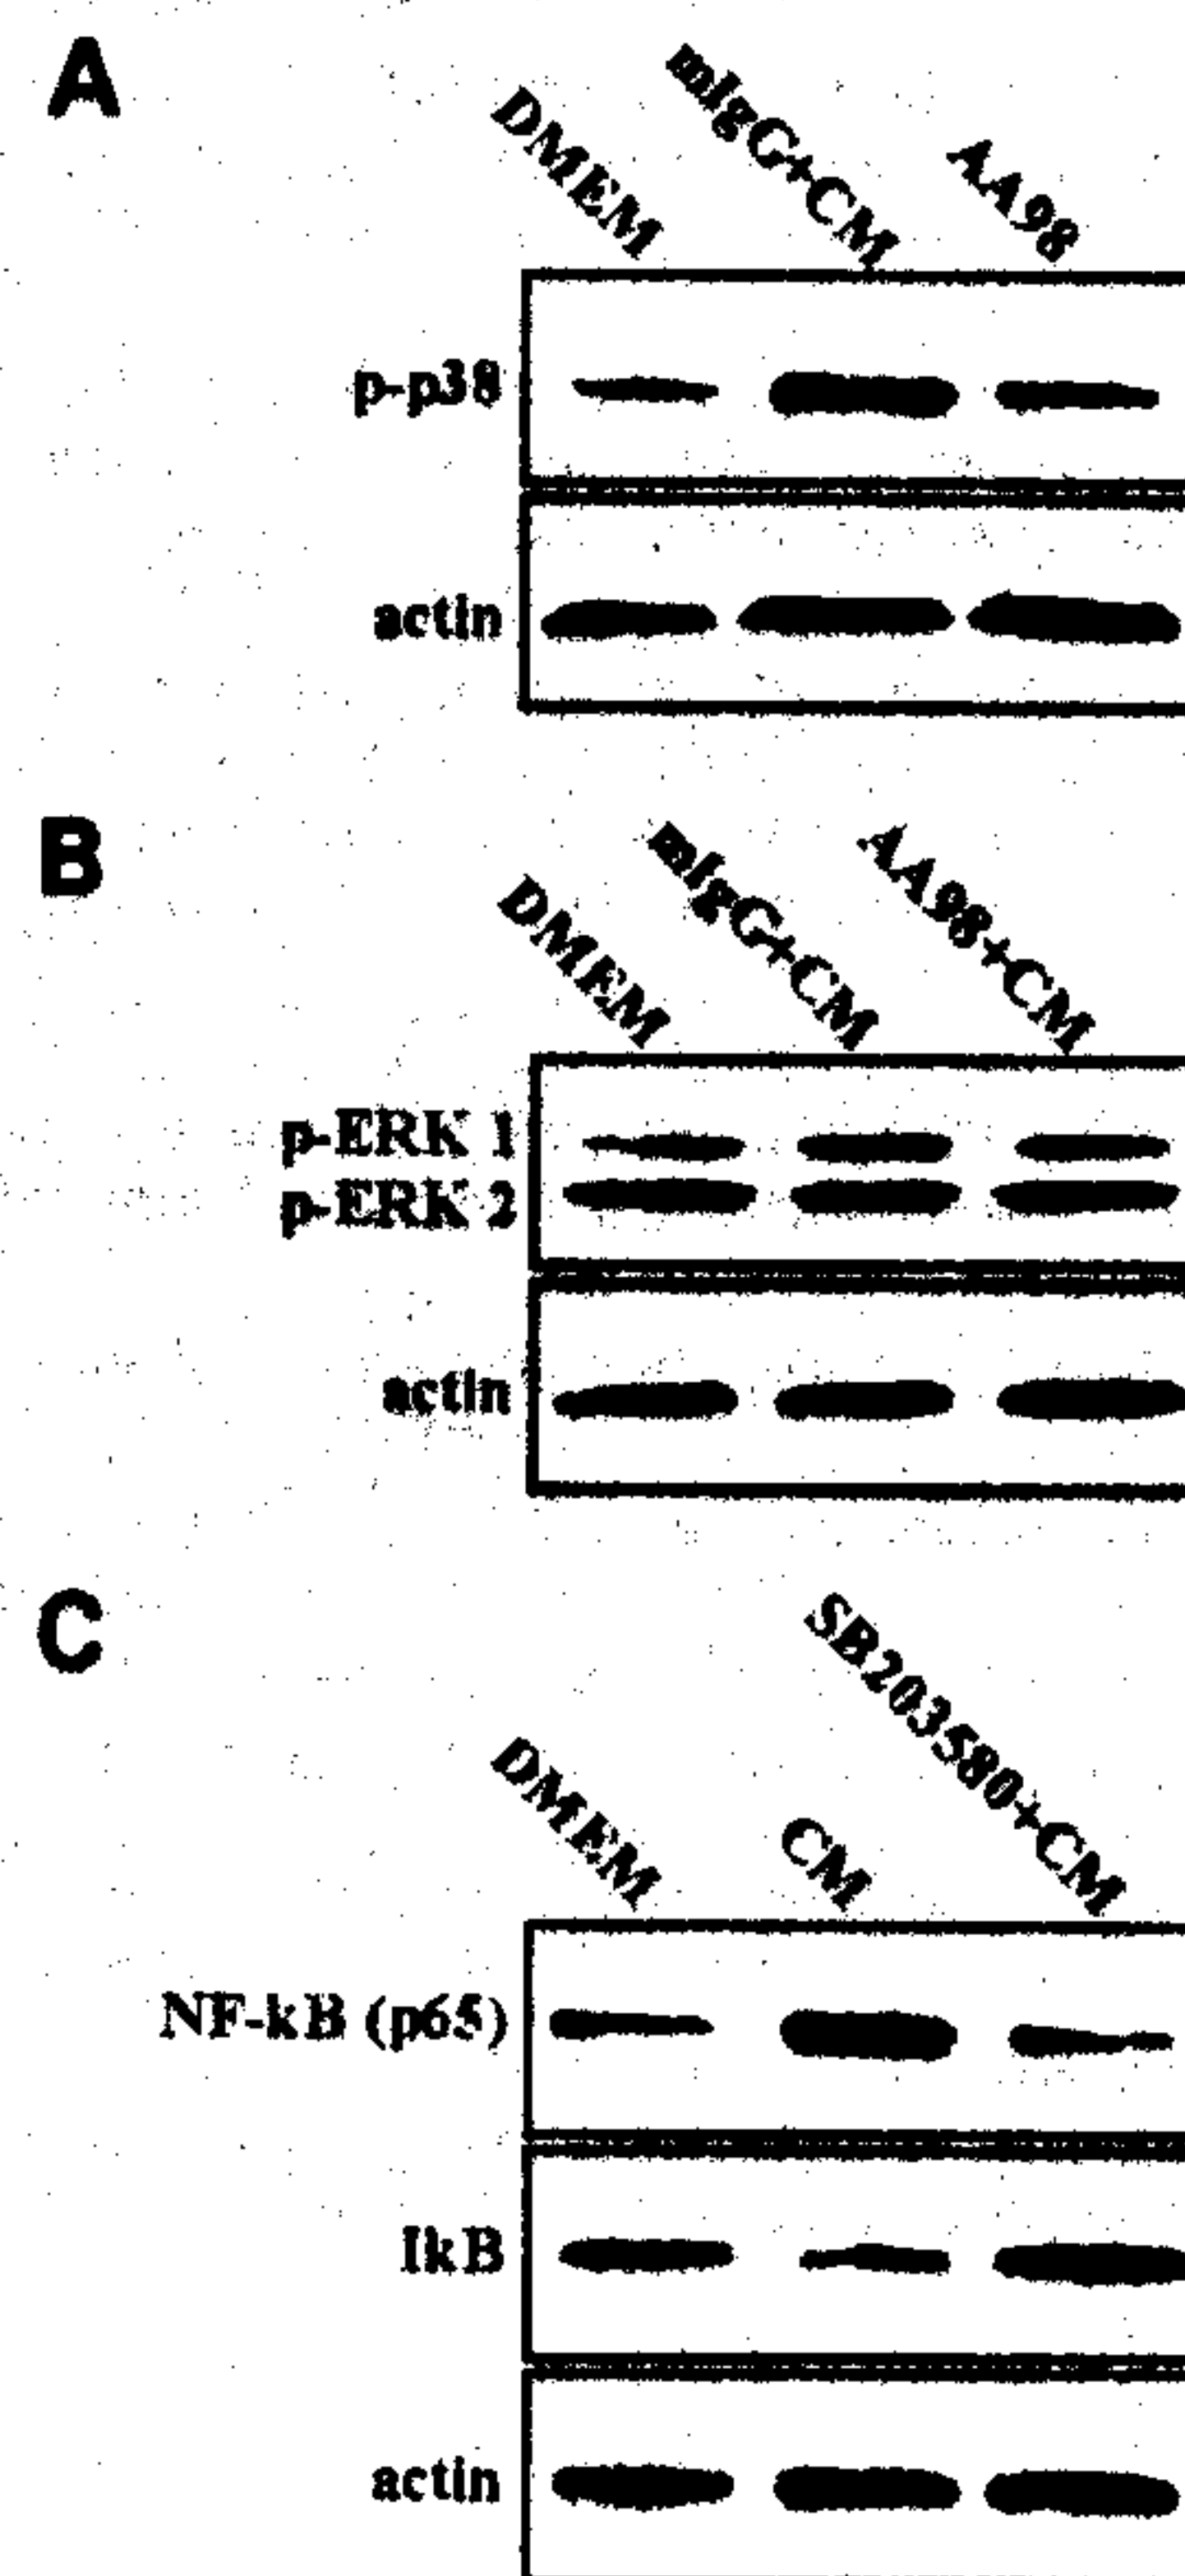 A
DMEM mIgG+CM AA98
p-p38
actin
B
DMEM mIgG+CM AA98+CM
p-ERK 1
p-ERK 2
actin
C
DMEM CM SB203580+CM
NF-kB (p65)
IkB
actin